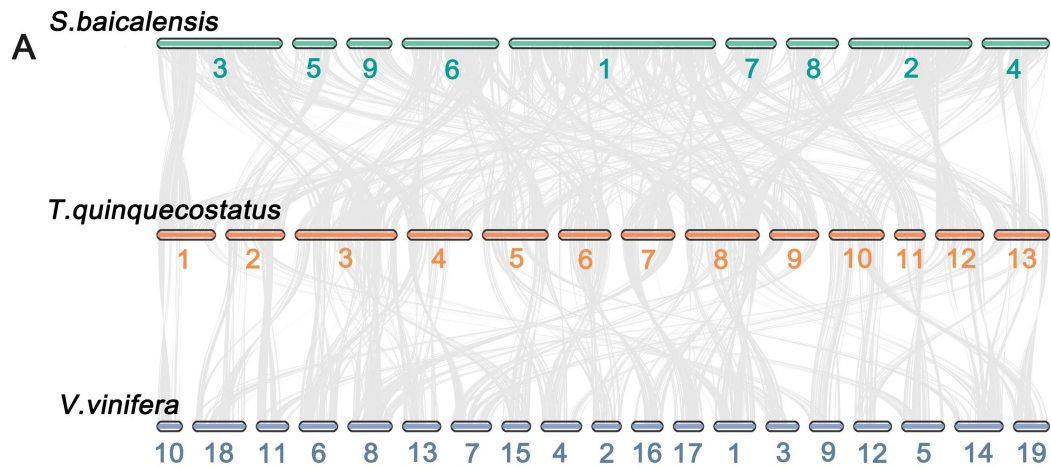 A
S.baicalensis
3 5 9 6 1 7 8 2 4
T.quinquecostatus
1 2 3 4 5 6 7 8 9 10 11 12 13
V.vinifera
10 18 11 6 8 13 7 15 4 2 16 17 1 3 9 12 5 14 19